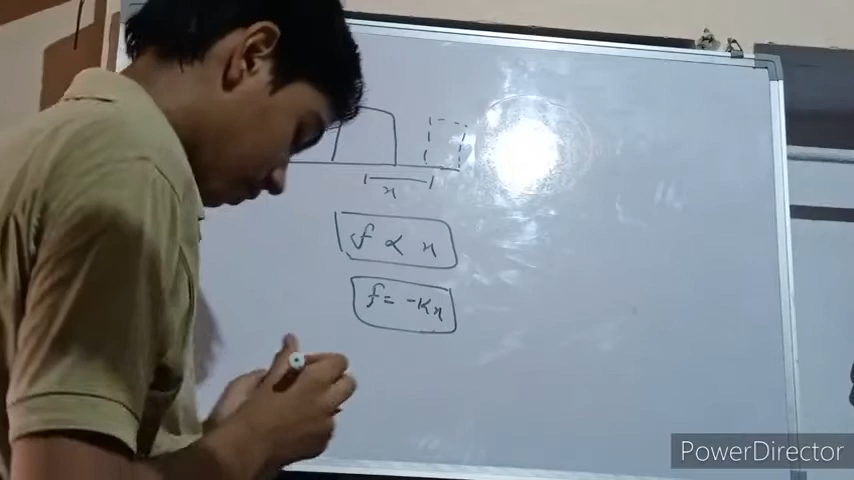 x
f ∝ x
f = -Kx
PowerDirector